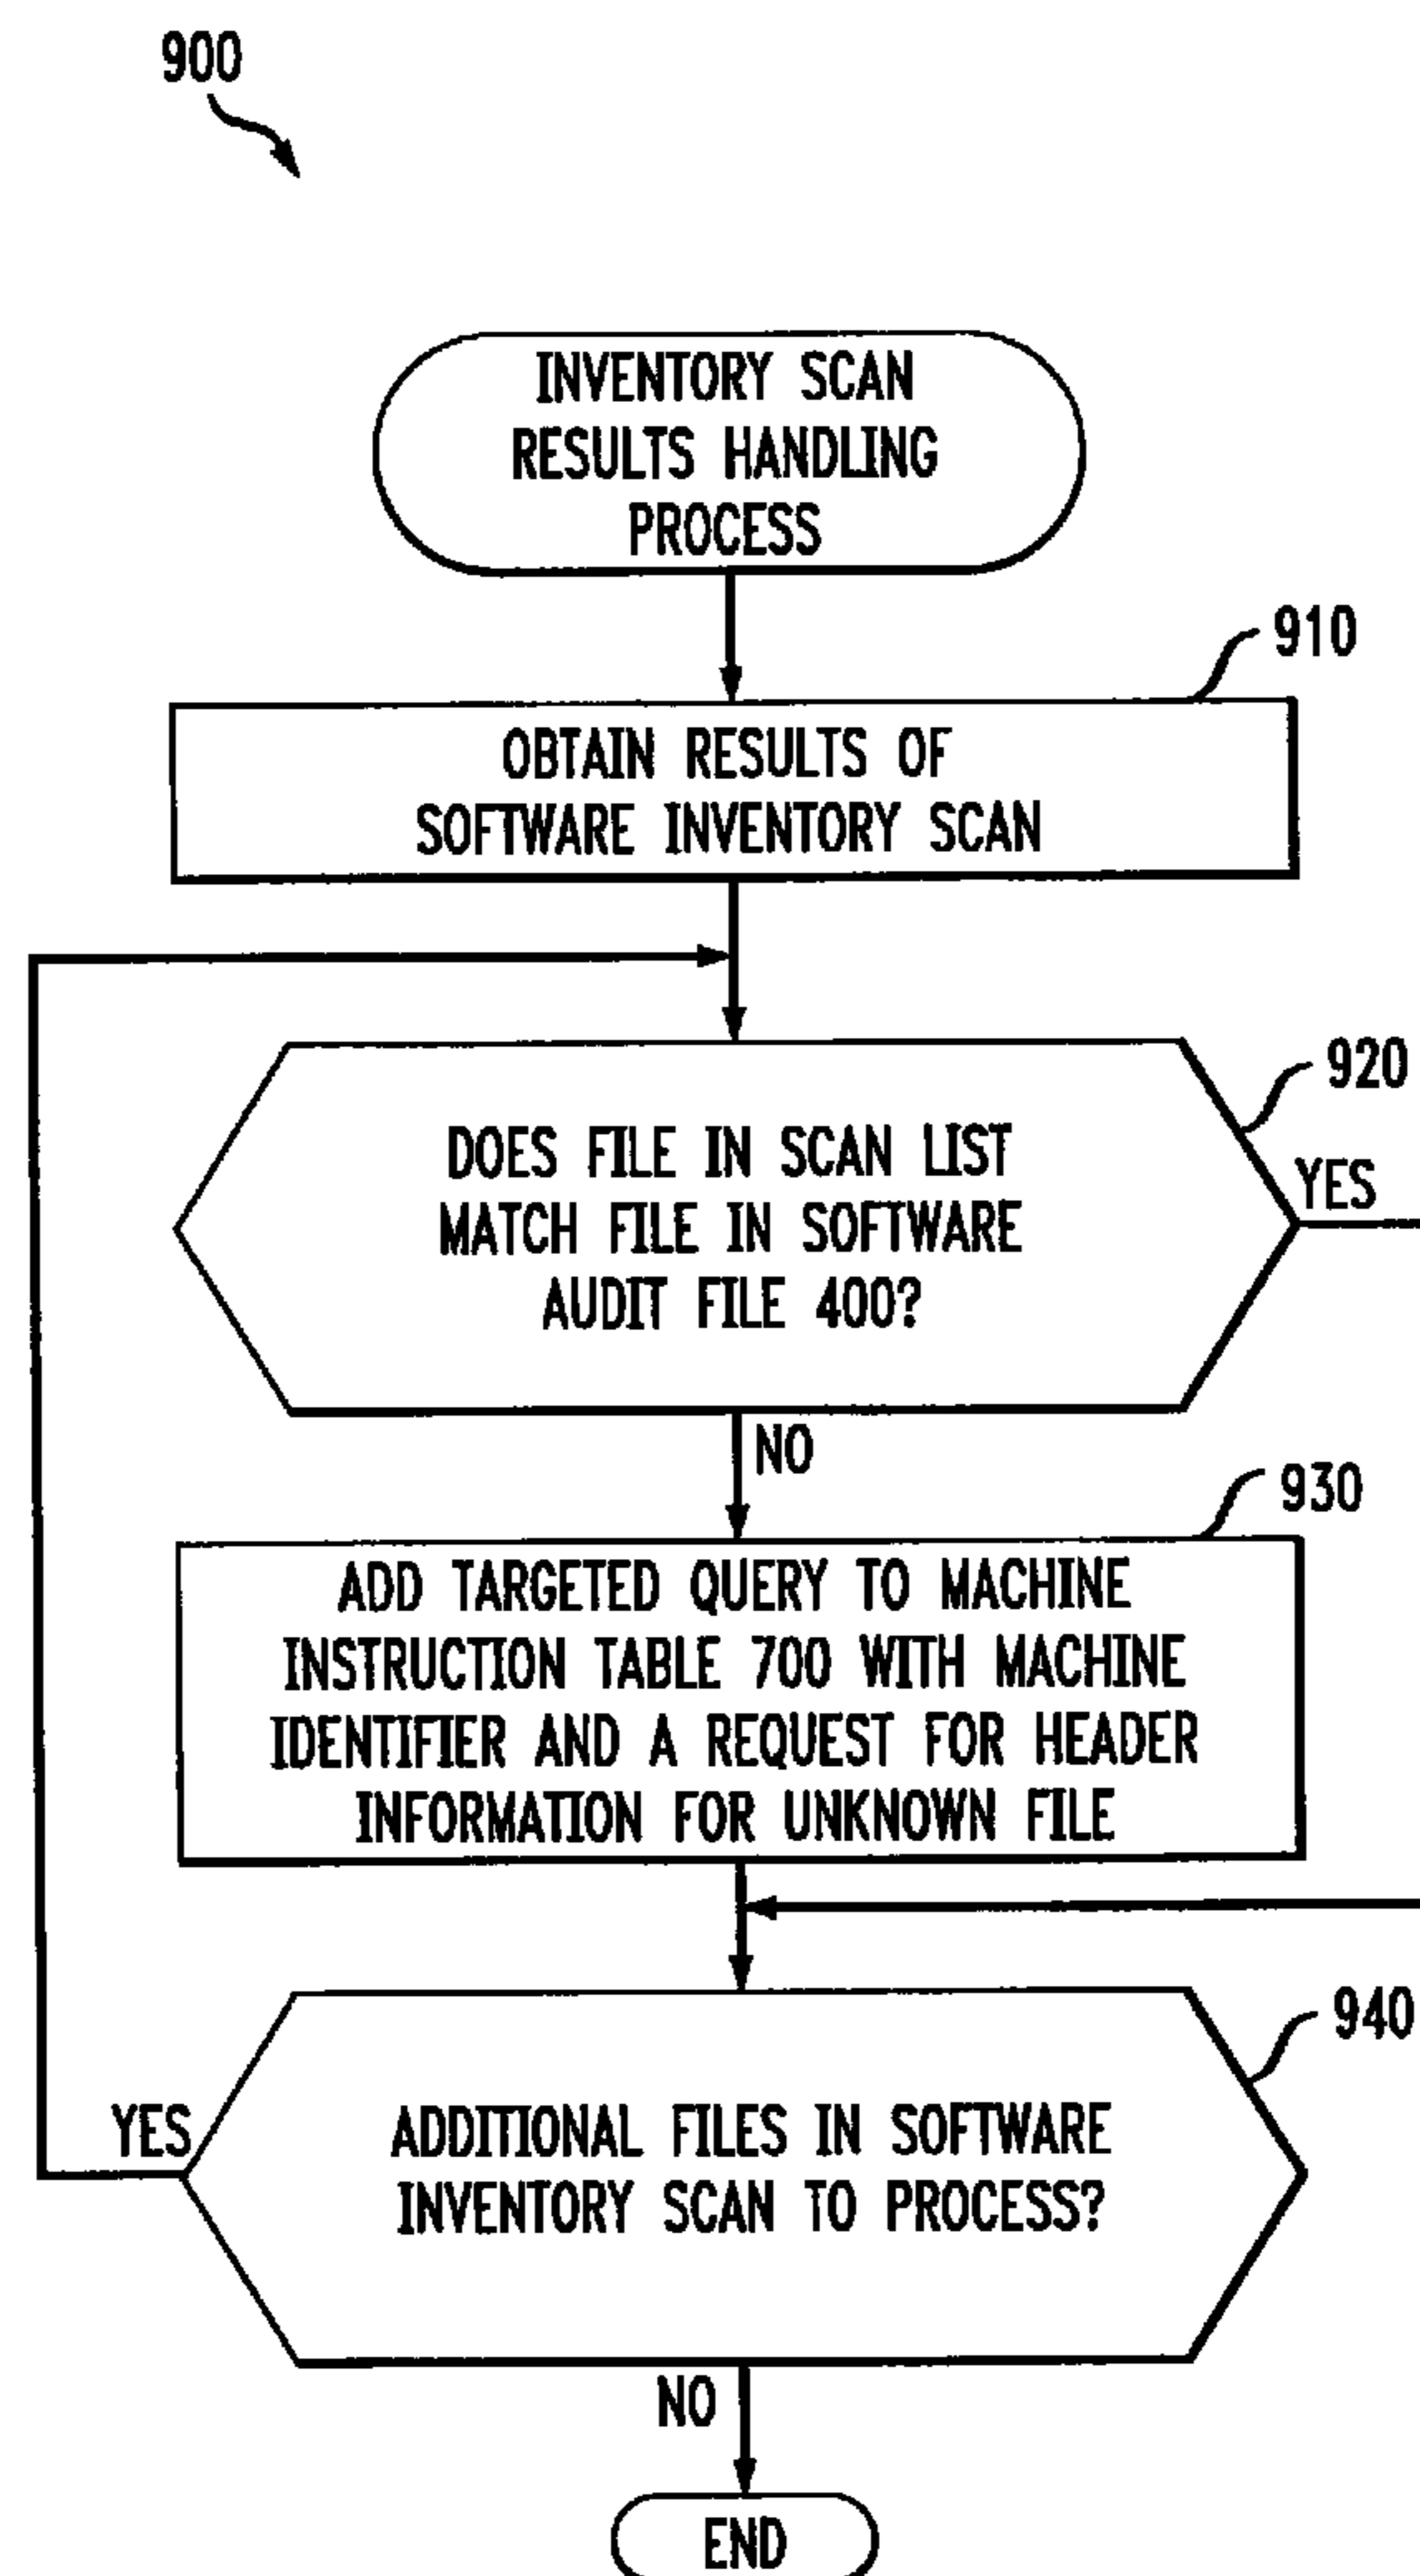 900
INVENTORY SCAN
RESULTS HANDLING
PROCESS
910
OBTAIN RESULTS OF
SOFTWARE INVENTORY SCAN
920
DOES FILE IN SCAN LIST
MATCH FILE IN SOFTWARE
AUDIT FILE 400?
YES
NO
930
ADD TARGETED QUERY TO MACHINE
INSTRUCTION TABLE 700 WITH MACHINE
IDENTIFIER AND A REQUEST FOR HEADER
INFORMATION FOR UNKNOWN FILE
940
YES
ADDITIONAL FILES IN SOFTWARE
INVENTORY SCAN TO PROCESS?
NO
END